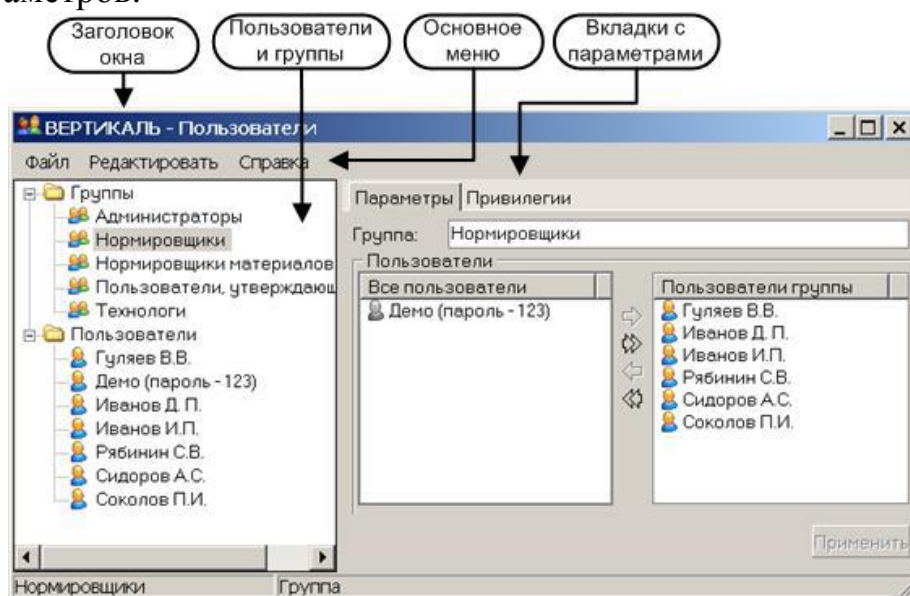 аметров.
Заголовок
окна
Пользователи
и группы
Основное
меню
Вкладки с
параметрами
ВЕРТИКАЛЬ - Пользователи
Файл Редактировать Справка
Группы
Администраторы
Нормировщики
Нормировщики материалов
Пользователи, утверждающ
Технологи
Пользователи
Гуляев В.В.
Демо (пароль - 123)
Иванов Д. П.
Иванов И.П.
Рябинин С.В.
Сидоров А.С.
Соколов П.И.
Параметры Привилегии
Группа: Нормировщики
Пользователи
Все пользователи
Демо (пароль - 123)
Пользователи группы
Гуляев В.В.
Иванов Д. П.
Иванов И.П.
Рябинин С.В.
Сидоров А.С.
Соколов П.И.
Применить
Нормировщики Группа